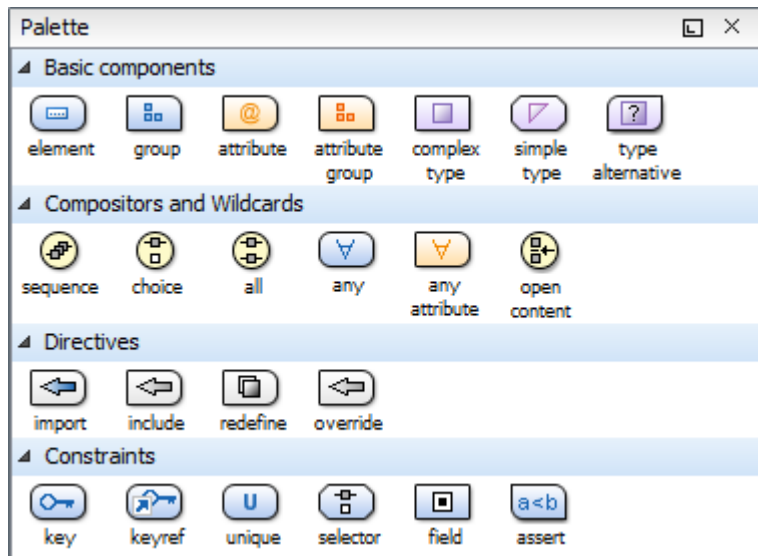 Palette
Basic components
element group attribute attribute group complex type simple type type alternative
Compositors and Wildcards
sequence choice all any any attribute open content
Directives
import include redefine override
Constraints
U a<b
key keyref unique selector field assert